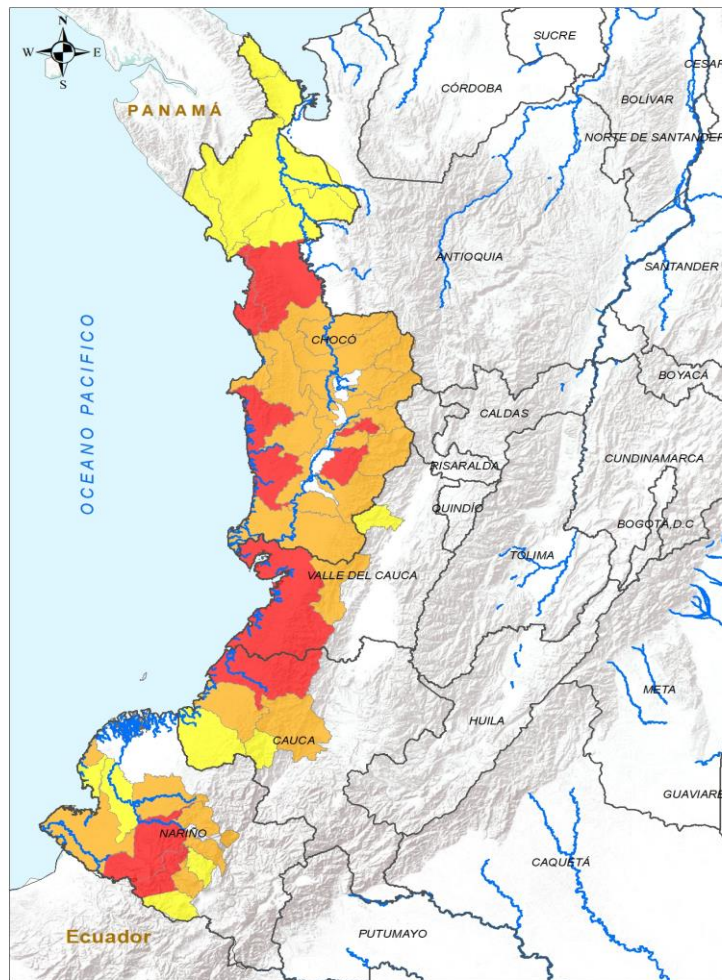 N
W E
S
SUCRE
CESAR
CÓRDOBA
BOLÍVAR
PANAMÁ
NORTE DE SANTANDER
ANTIOQUIA
SANTANDER
OCEANO PACIFICO
CHOCÓ
BOYACÁ
CALDAS
CUNDINAMARCA
RISARALDA
QUINDÍO
BOGOTÁ, D.C
TOLIMA
VALLE DEL CAUCA
META
HUILA
CAUCA
GUAVIARE
NARIÑO
CAQUETÁ
PUTUMAYO
Ecuador